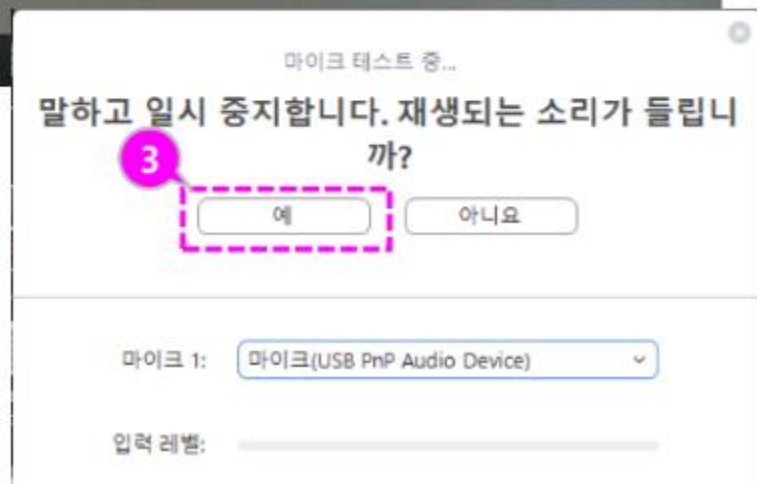 마이크 테스트 중...
말하고 일시 중지합니다. 재생되는 소리가 들립니
까?
3
예 아니요
마이크 1: 마이크(USB PnP Audio Device)
입력 레벨: